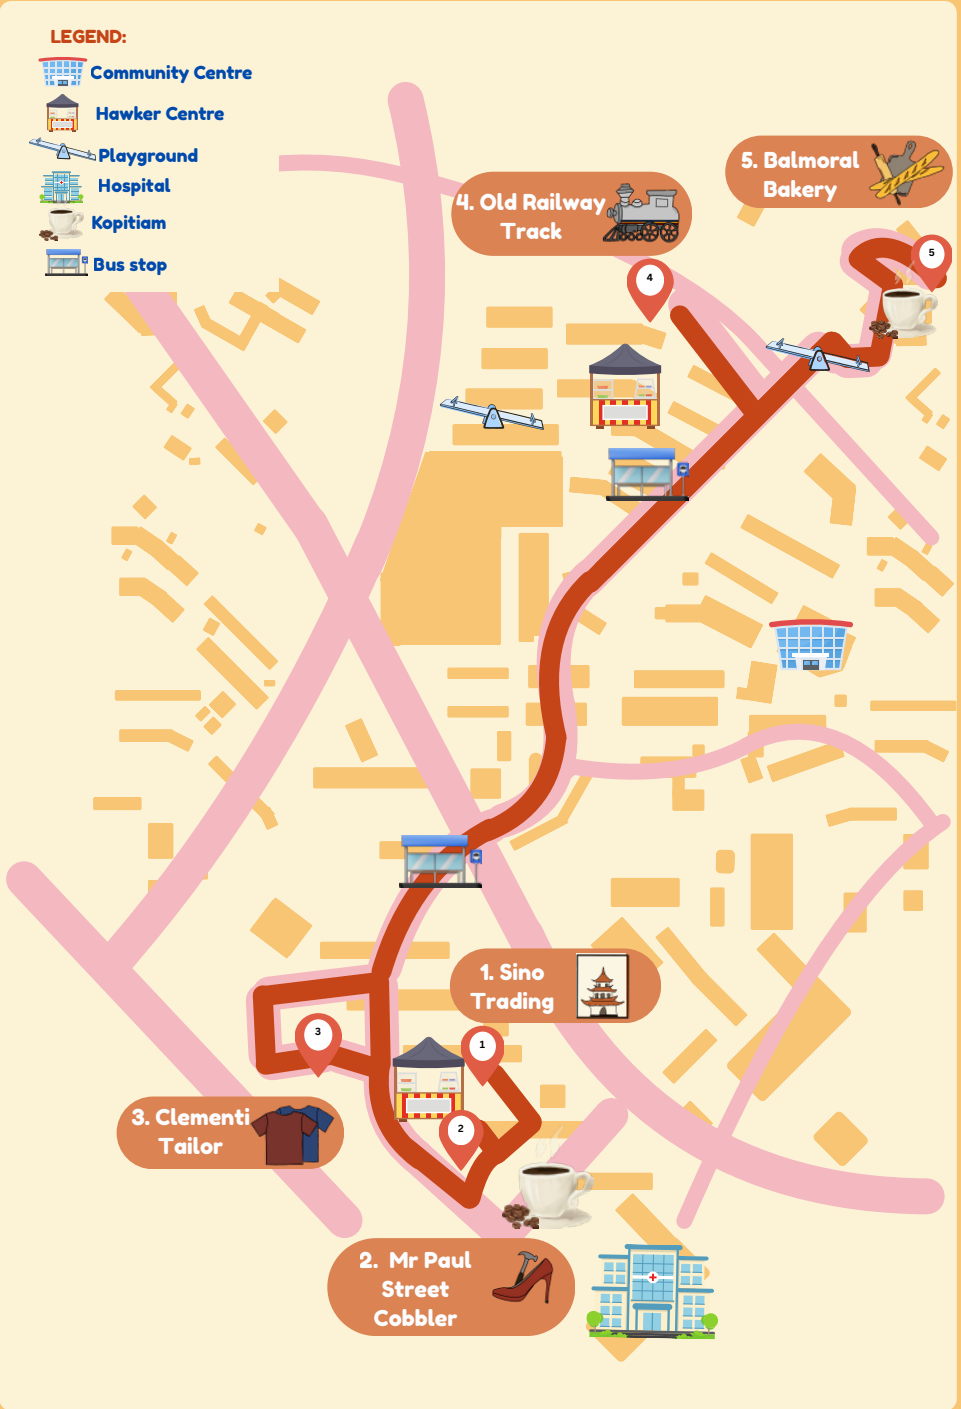 LEGEND:
Community Centre
Hawker Centre
Playground
Hospital
Kopitiam
Bus stop
5. Balmoral
Bakery
4. Old Railway
Track
5
4
1. Sino
Trading
3
1
2
3. Clementi
Tailor
2. Mr Paul
Street
Cobbler